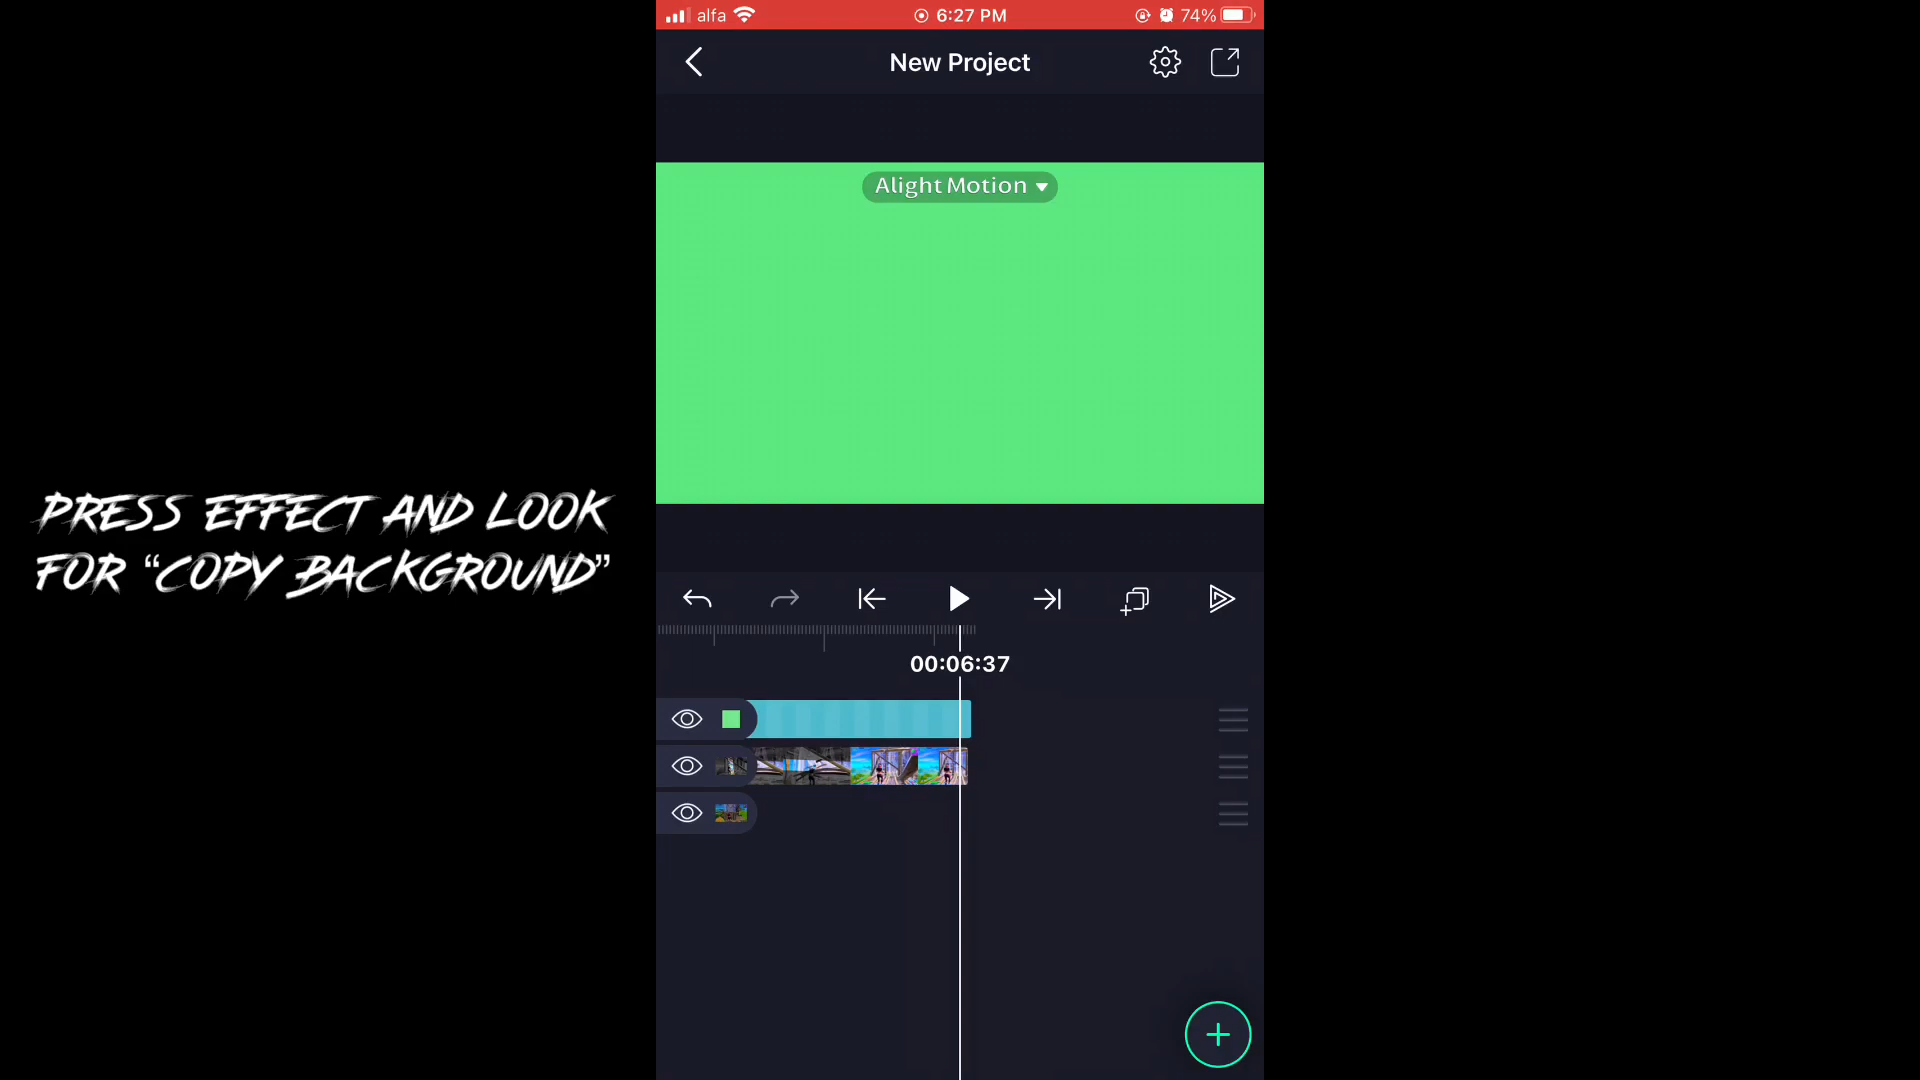 alfa
6:27 PM
74%
New Project
Alight Motion
PRESS EFFECT AND LOOK
FOR “COPY BACKGROUND”
00:06:37